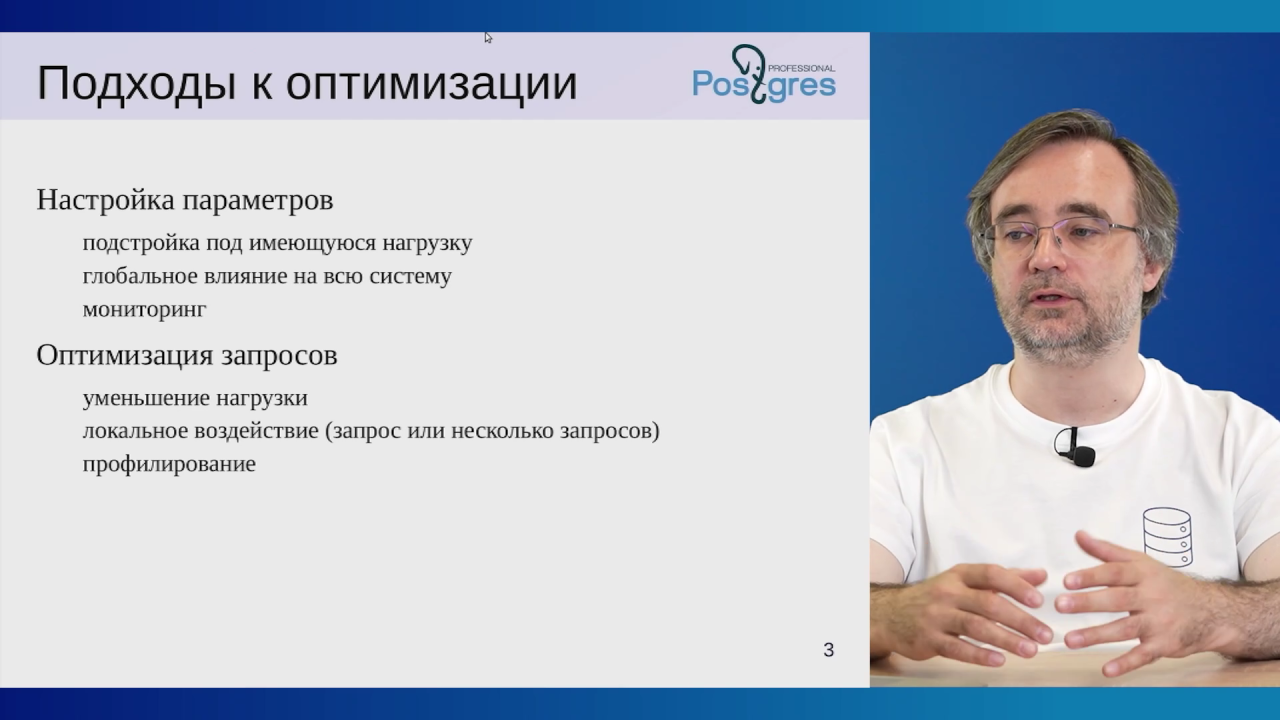 Подходы к оптимизации
PROFESSIONAL
Postgres
Настройка параметров
подстройка под имеющуюся нагрузку
глобальное влияние на всю систему
мониторинг
Оптимизация запросов
уменьшение нагрузки
локальное воздействие (запрос или несколько запросов)
профилирование
3